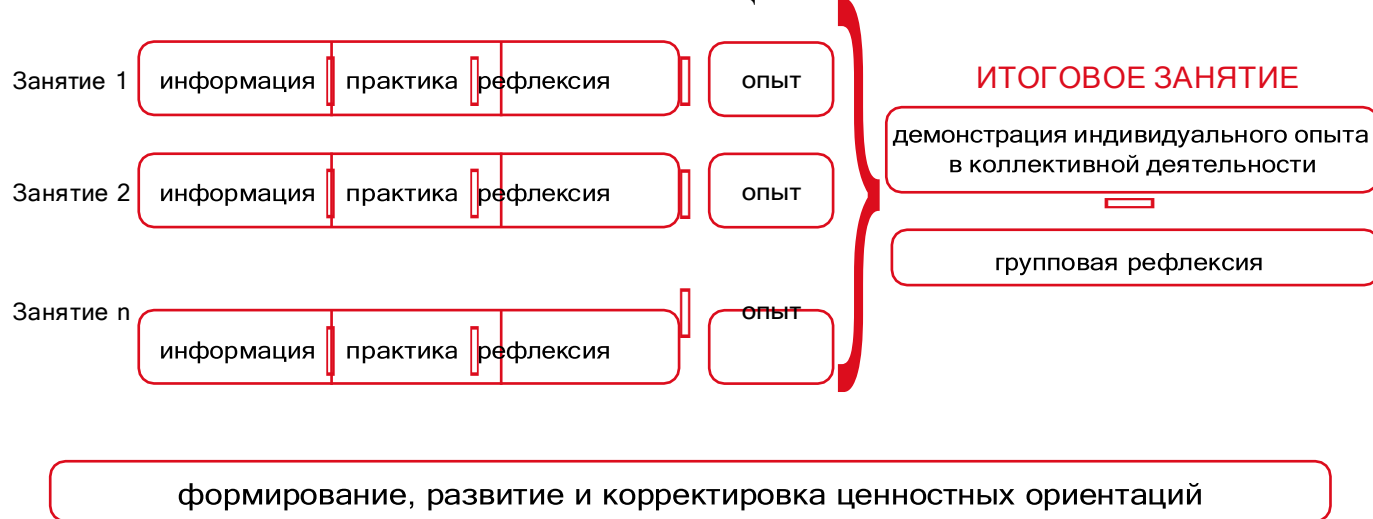 Занятие 1 информация практика рефлексия опыт
Занятие 2 информация практика рефлексия опыт
Занятие n опыт
информация практика рефлексия
ИТОГОВОЕ ЗАНЯТИЕ
демонстрация индивидуального опыта
в коллективной деятельности
групповая рефлексия
формирование, развитие и корректировка ценностных ориентаций